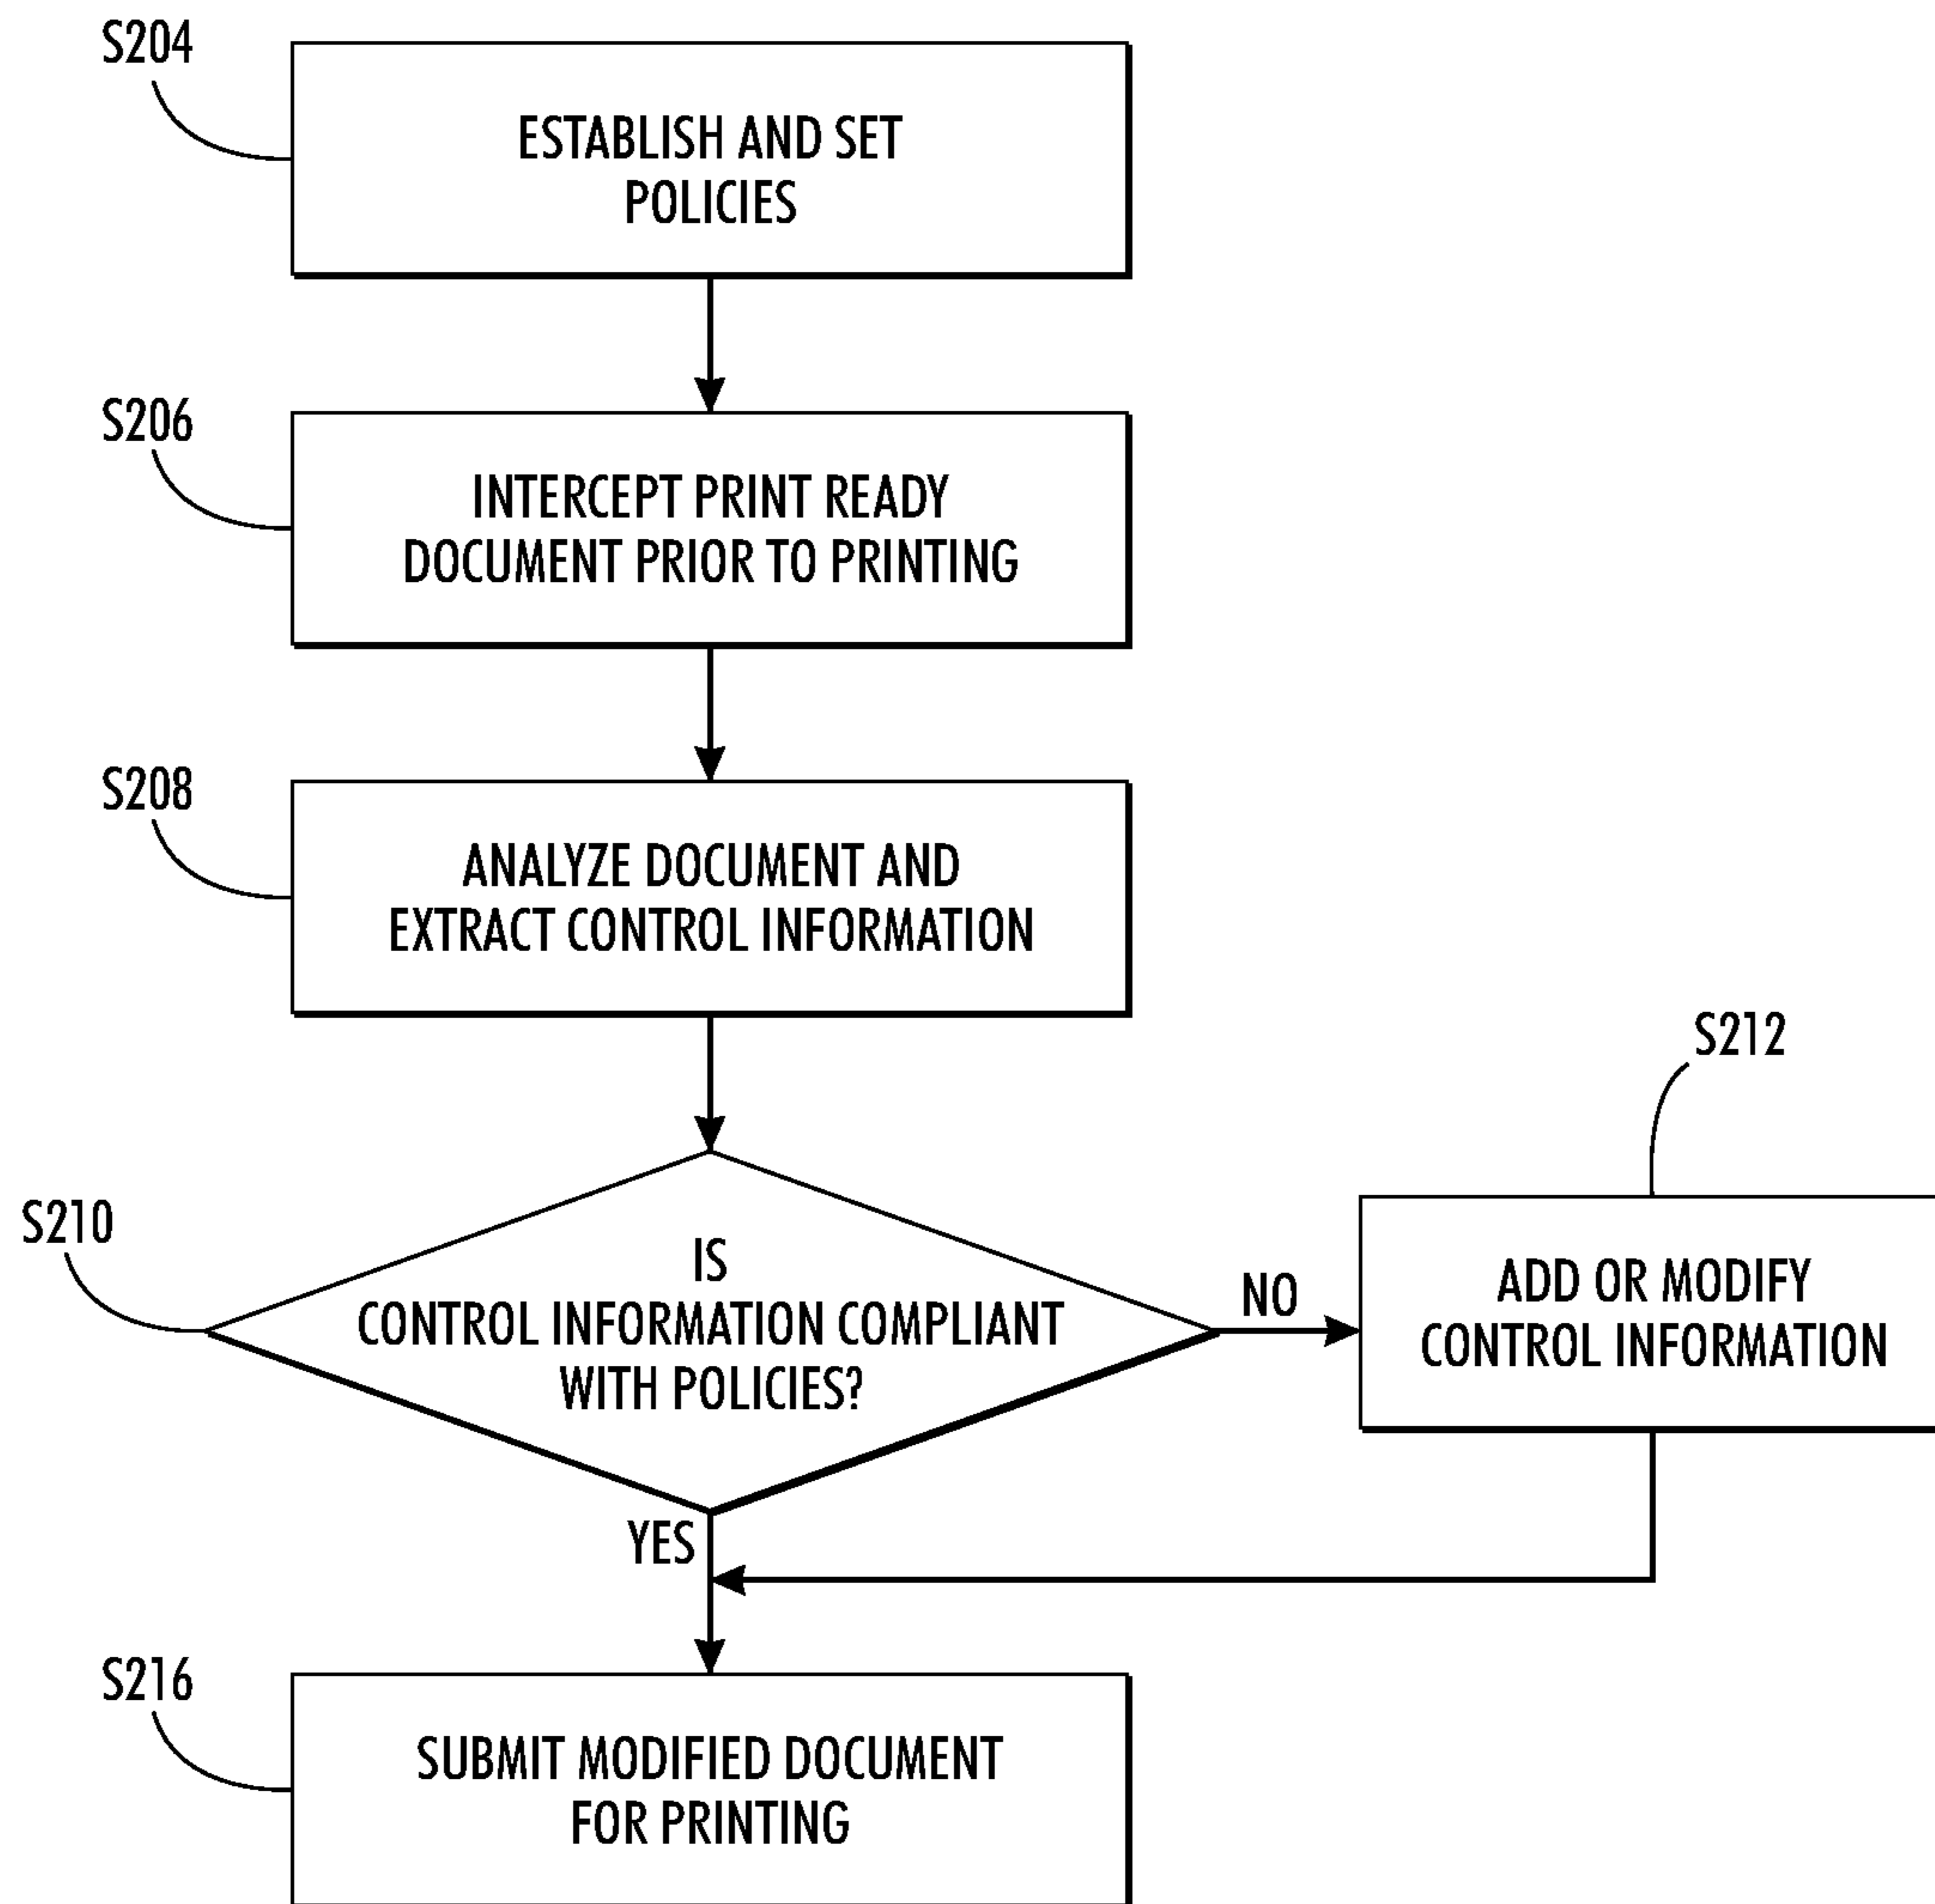 S204
ESTABLISH AND SET
POLICIES
S206
INTERCEPT PRINT READY
DOCUMENT PRIOR TO PRINTING
S208
ANALYZE DOCUMENT AND
EXTRACT CONTROL INFORMATION
S210
IS
CONTROL INFORMATION COMPLIANT
WITH POLICIES?
NO
S212
ADD OR MODIFY
CONTROL INFORMATION
YES
S216
SUBMIT MODIFIED DOCUMENT
FOR PRINTING